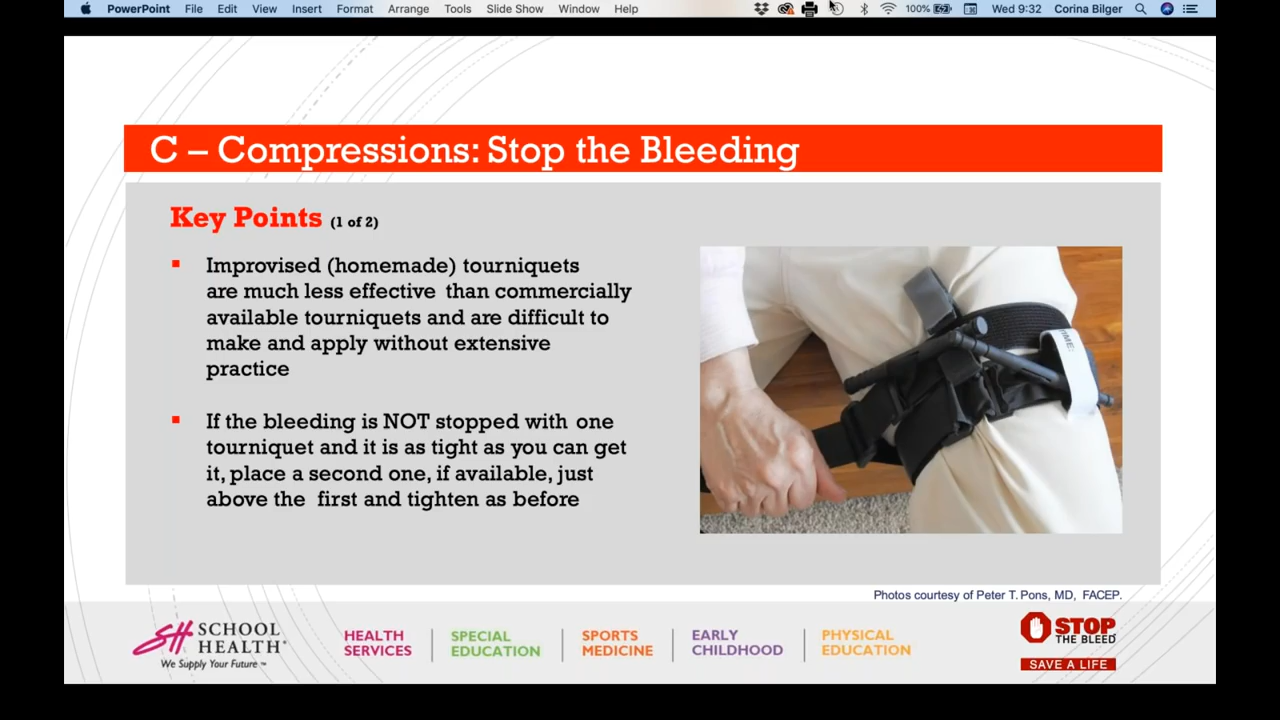 PowerPoint File Edit View Insert Format Arrange Tools Slide Show Window Help 100% Wed 9:32 Corina Bilger
C – Compressions: Stop the Bleeding
Key Points (1 of 2)
Improvised (homemade) tourniquets
are much less effective than commercially
available tourniquets and are difficult to
make and apply without extensive
practice
If the bleeding is NOT stopped with one
tourniquet and it is as tight as you can get
it, place a second one, if available, just
above the first and tighten as before
TIME:
Photos courtesy of Peter T. Pons, MD, FACEP.
SH SCHOOL
HEALTH
We Supply Your Future ™
HEALTH
SERVICES
SPECIAL
EDUCATION
SPORTS
MEDICINE
EARLY
CHILDHOOD
PHYSICAL
EDUCATION
STOP
THE BLEED
SAVE A LIFE